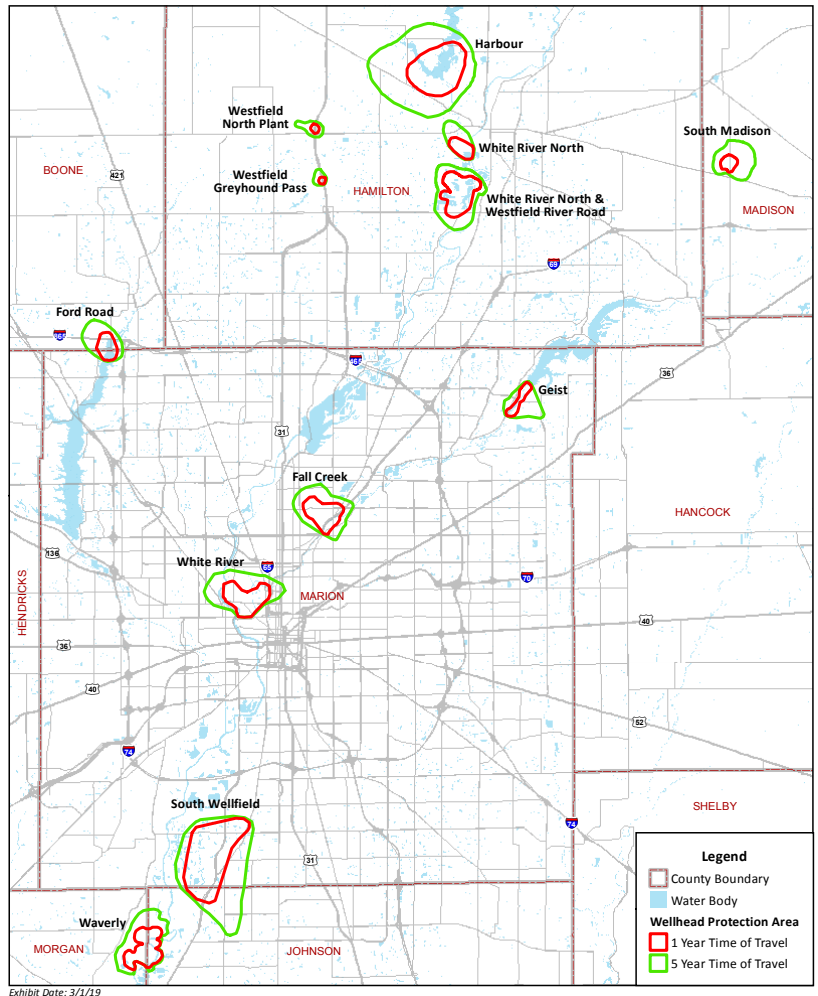 Harbour
Westfield
North Plant
South Madison
White River North
BOONE
421
Westfield
Greyhound Pass
HAMILTON
White River North &
Westfield River Road
MADISON
69
Ford Road
865
465
36
Geist
31
Fall Creek
HANCOCK
136
White River
65
70
HENDRICKS
MARION
40
36
40
52
74
South Wellfield
SHELBY
74
31
Legend
County Boundary
Water Body
Wellhead Protection Area
1 Year Time of Travel
5 Year Time of Travel
Waverly
MORGAN
JOHNSON
Exhibit Date: 3/1/19